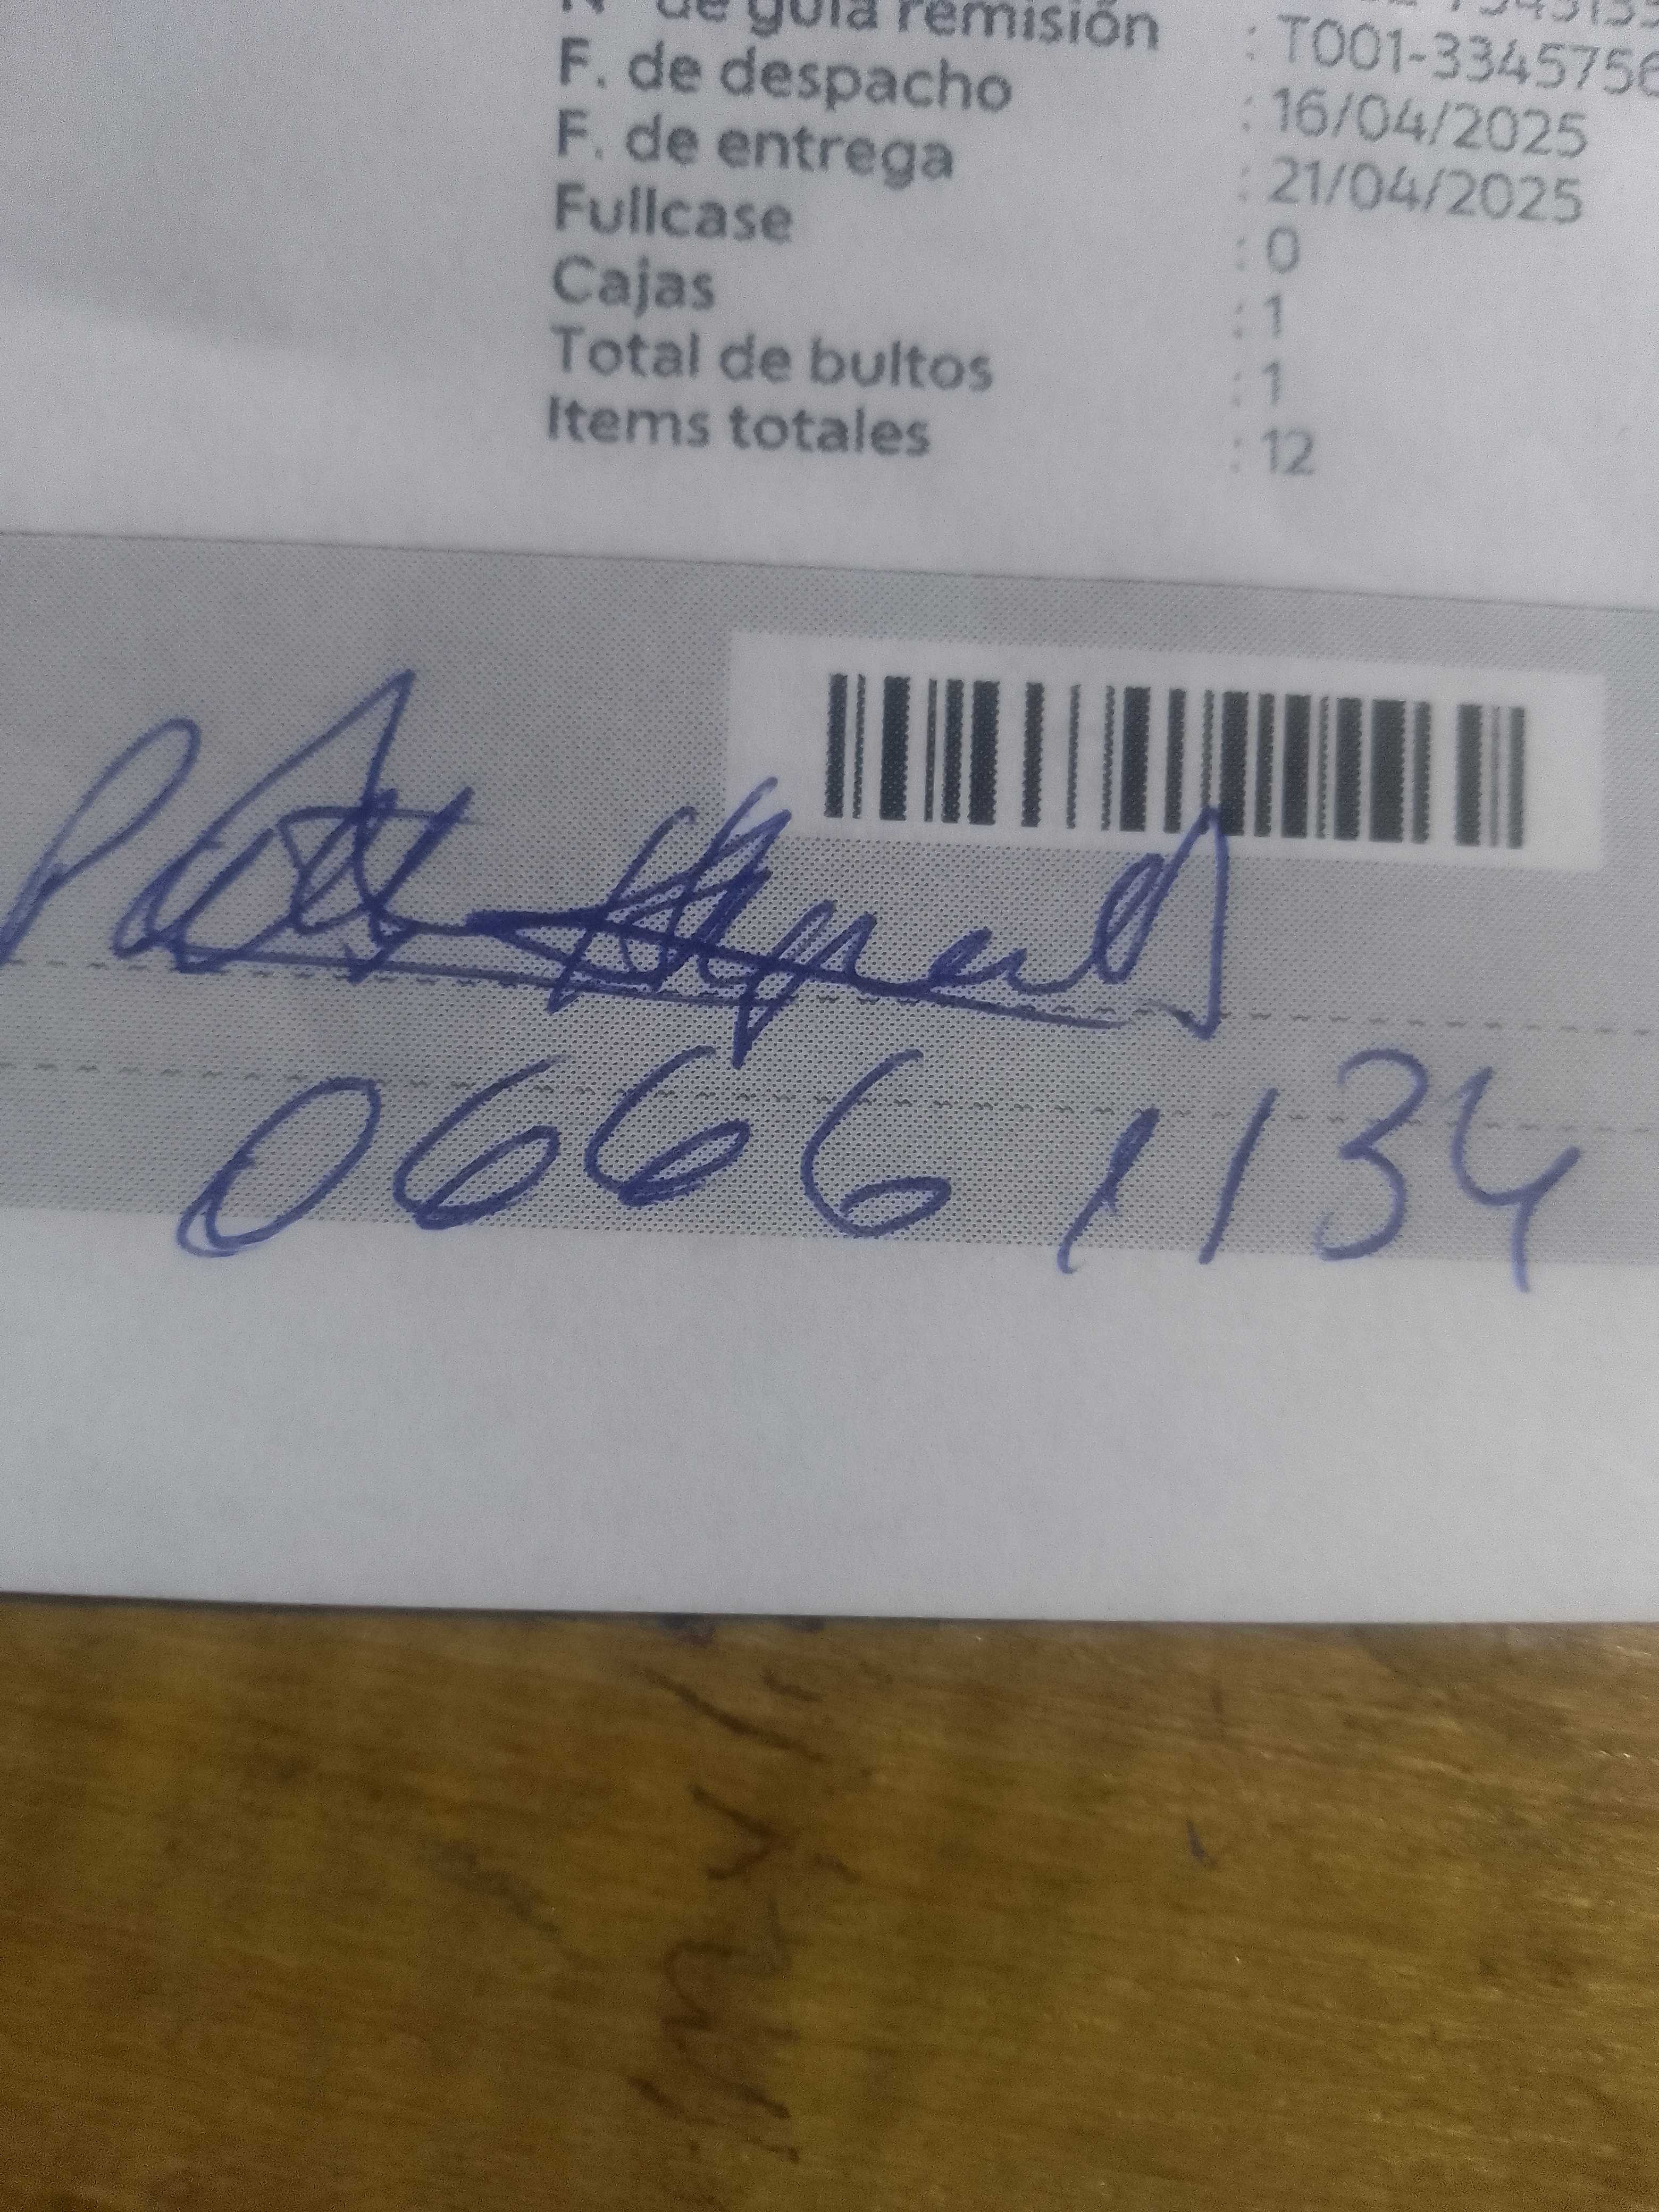 de guía remisión : T001-3345756
F. de despacho : 16/04/2025
F. de entrega : 21/04/2025
Fullcase : 0
Cajas : 1
Total de bultos : 1
Items totales : 12
06661134